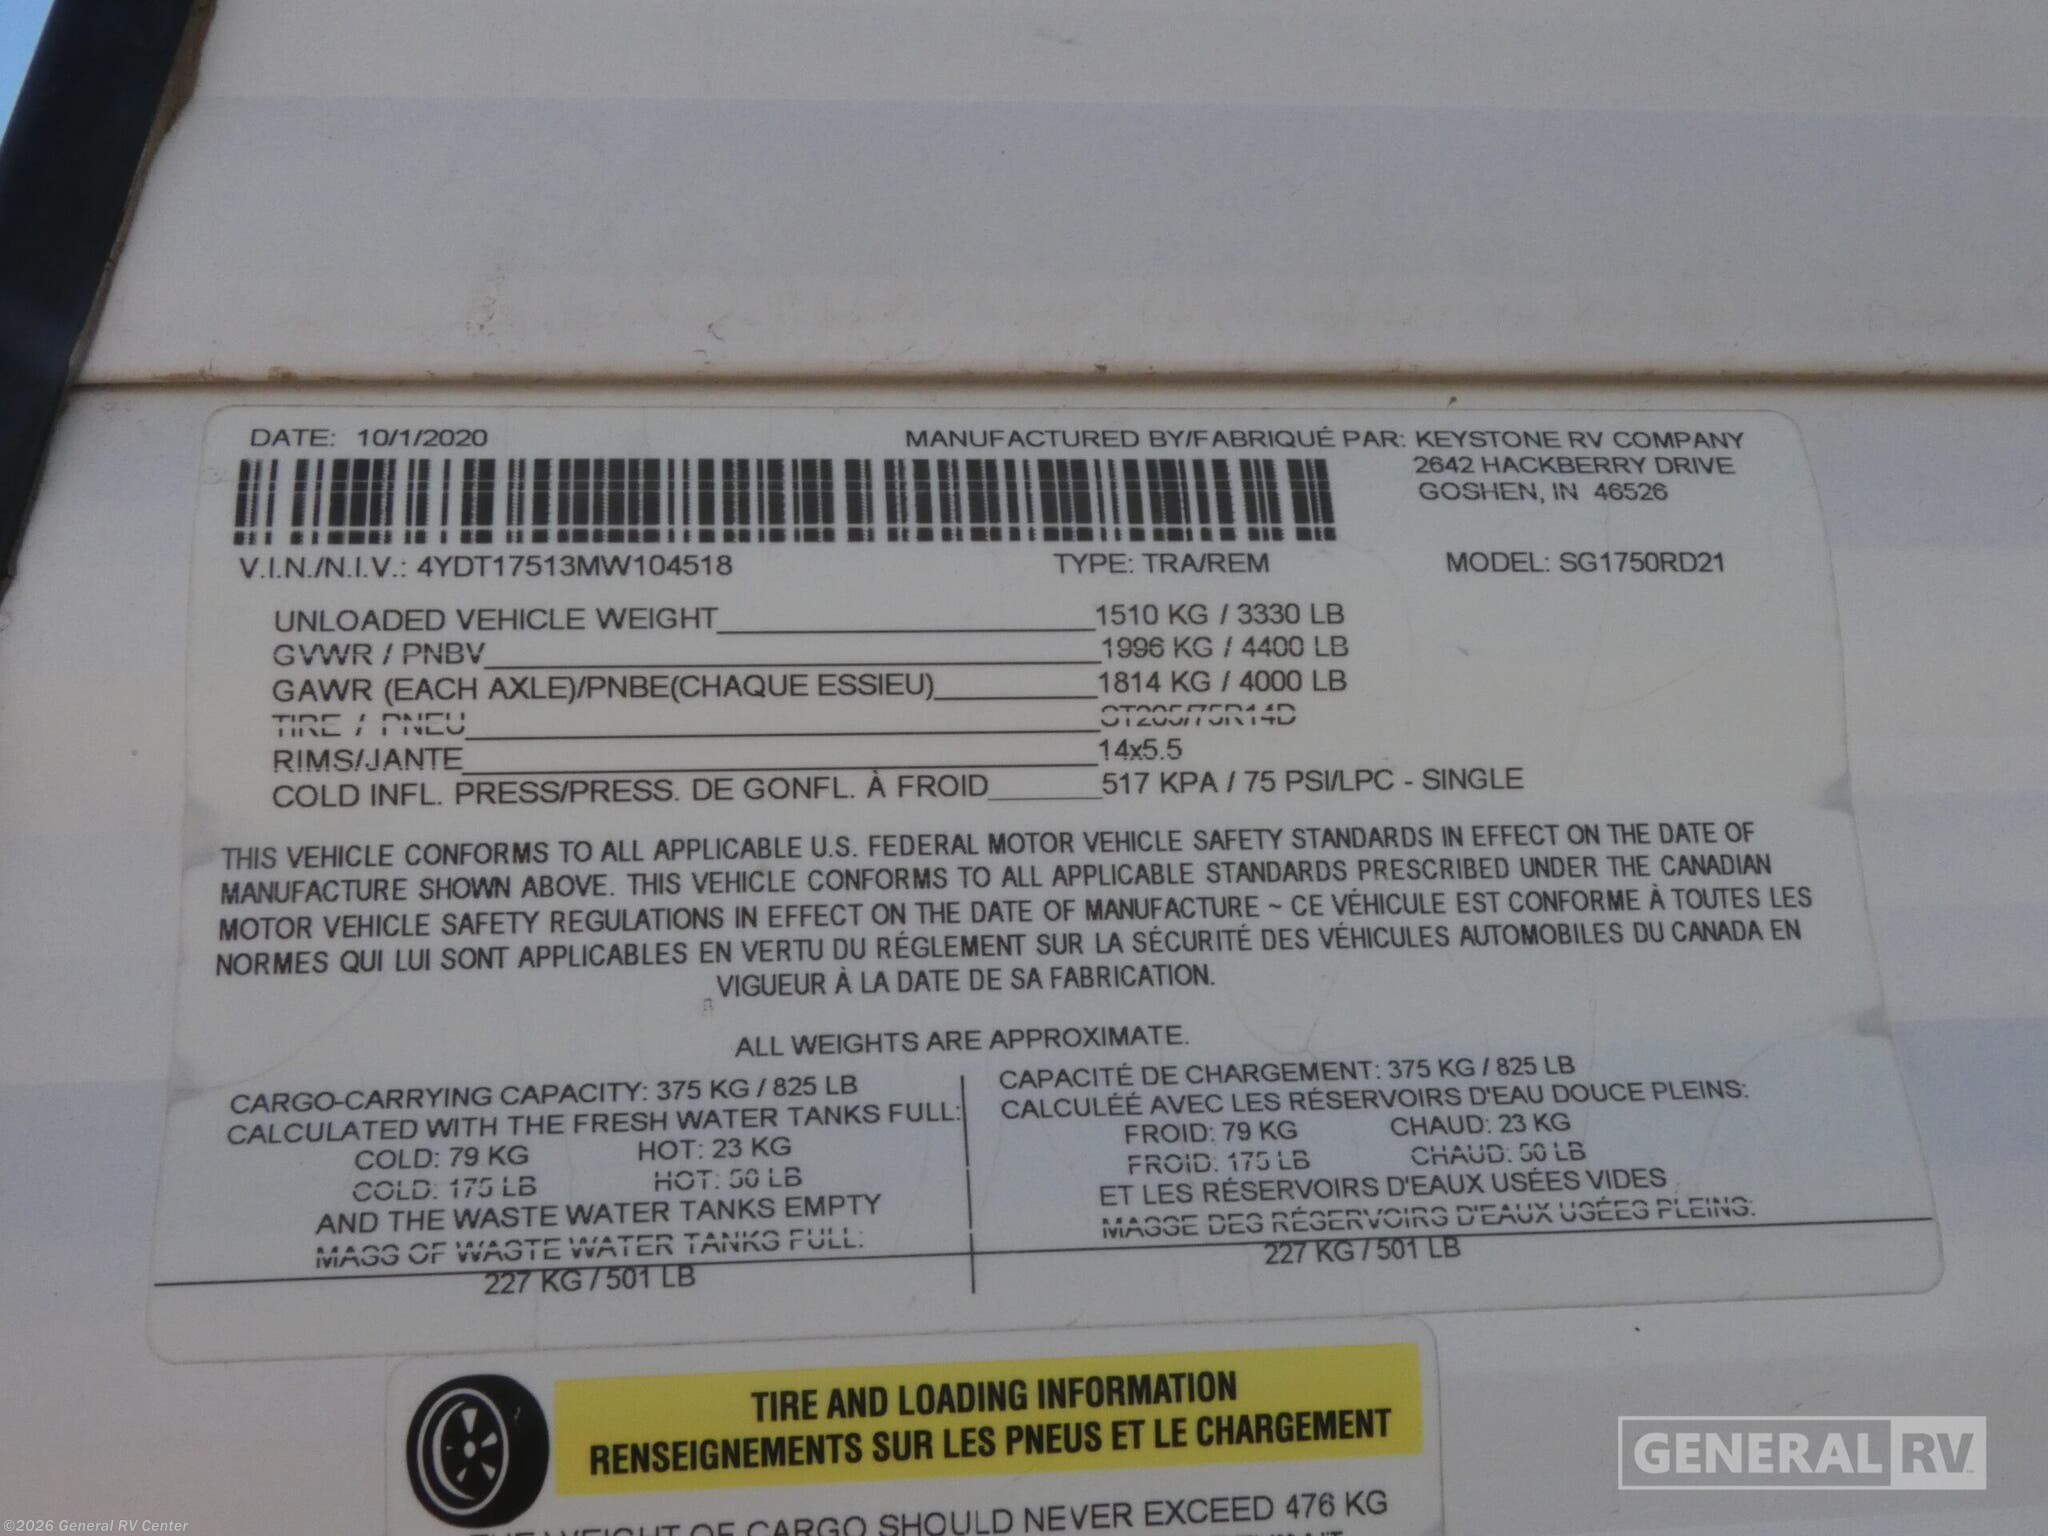 DATE: 10/1/2020
MANUFACTURED BY/FABRIQUÉ PAR: KEYSTONE RV COMPANY
2642 HACKBERRY DRIVE
GOSHEN, IN 46526
V.I.N./N.I.V.: 4YDT17513MW104518 TYPE: TRA/REM MODEL: SG1750RD21
UNLOADED VEHICLE WEIGHT 1510 KG / 3330 LB
GVWR / PNBV 1996 KG / 4400 LB
GAWR (EACH AXLE)/PNBE(CHAQUE ESSIEU) 1814 KG / 4000 LB
TIRE / PNEU ST205/75R14D
RIMS/JANTE 14x5.5
COLD INFL. PRESS/PRESS. DE GONFL. À FROID 517 KPA / 75 PSI/LPC - SINGLE
THIS VEHICLE CONFORMS TO ALL APPLICABLE U.S. FEDERAL MOTOR VEHICLE SAFETY STANDARDS IN EFFECT ON THE DATE OF
MANUFACTURE SHOWN ABOVE. THIS VEHICLE CONFORMS TO ALL APPLICABLE STANDARDS PRESCRIBED UNDER THE CANADIAN
MOTOR VEHICLE SAFETY REGULATIONS IN EFFECT ON THE DATE OF MANUFACTURE ~ CE VÉHICULE EST CONFORME À TOUTES LES
NORMES QUI LUI SONT APPLICABLES EN VERTU DU RÉGLEMENT SUR LA SÉCURITÉ DES VÉHICULES AUTOMOBILES DU CANADA EN
VIGUEUR À LA DATE DE SA FABRICATION.
ALL WEIGHTS ARE APPROXIMATE.
CARGO-CARRYING CAPACITY: 375 KG / 825 LB
CALCULATED WITH THE FRESH WATER TANKS FULL:
COLD: 79 KG HOT: 23 KG
COLD: 175 LB HOT: 50 LB
AND THE WASTE WATER TANKS EMPTY
MASS OF WASTE WATER TANKS FULL:
227 KG / 501 LB
CAPACITÉ DE CHARGEMENT: 375 KG / 825 LB
CALCULÉÉ AVEC LES RÉSERVOIRS D'EAU DOUCE PLEINS:
FROID: 79 KG CHAUD: 23 KG
FROID: 175 LB CHAUD: 50 LB
ET LES RÉSERVOIRS D'EAUX USÉES VIDES
MASSE DES RÉSERVOIRS D'EAUX USÉES PLEINS:
227 KG / 501 LB
TIRE AND LOADING INFORMATION
RENSEIGNEMENTS SUR LES PNEUS ET LE CHARGEMENT
THE WEIGHT OF CARGO SHOULD NEVER EXCEED 476 KG
GENERAL RV
©2026 General RV Center